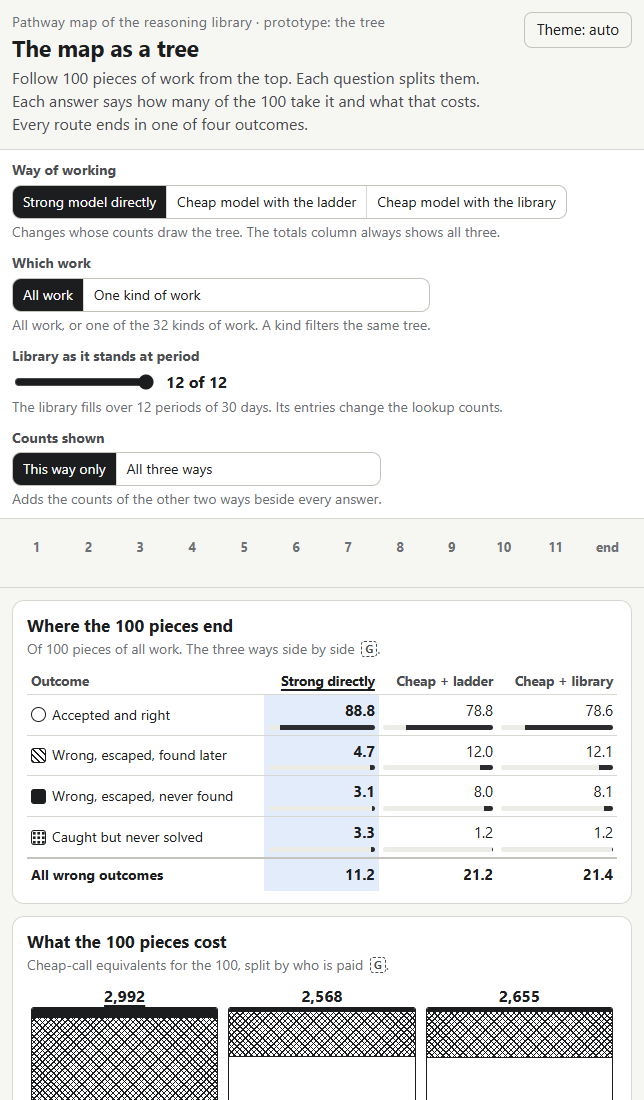 Pathway map of the reasoning library · prototype: the tree
Theme: auto
The map as a tree
Follow 100 pieces of work from the top. Each question splits them.
Each answer says how many of the 100 take it and what that costs.
Every route ends in one of four outcomes.
Way of working
Strong model directly Cheap model with the ladder Cheap model with the library
Changes whose counts draw the tree. The totals column always shows all three.
Which work
All work One kind of work
All work, or one of the 32 kinds of work. A kind filters the same tree.
Library as it stands at period
12 of 12
The library fills over 12 periods of 30 days. Its entries change the lookup counts.
Counts shown
This way only All three ways
Adds the counts of the other two ways beside every answer.
1 2 3 4 5 6 7 8 9 10 11 end
Where the 100 pieces end
Of 100 pieces of all work. The three ways side by side G.
Outcome Strong directly Cheap + ladder Cheap + library
Accepted and right 88.8 78.8 78.6
Wrong, escaped, found later 4.7 12.0 12.1
Wrong, escaped, never found 3.1 8.0 8.1
Caught but never solved 3.3 1.2 1.2
All wrong outcomes 11.2 21.2 21.4
What the 100 pieces cost
Cheap-call equivalents for the 100, split by who is paid G.
2,992 2,568 2,655